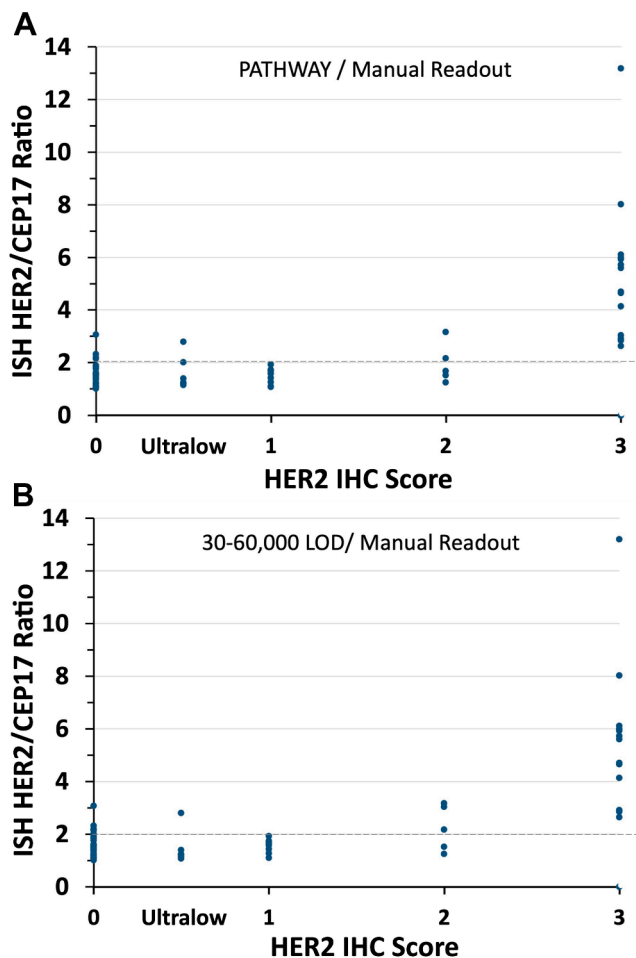 A
PATHWAY / Manual Readout
ISH HER2/CEP17 Ratio
14
12
10
8
6
4
2
0
0 Ultralow 1 2 3
HER2 IHC Score
B
30-60,000 LOD/ Manual Readout
ISH HER2/CEP17 Ratio
14
12
10
8
6
4
2
0
0 Ultralow 1 2 3
HER2 IHC Score